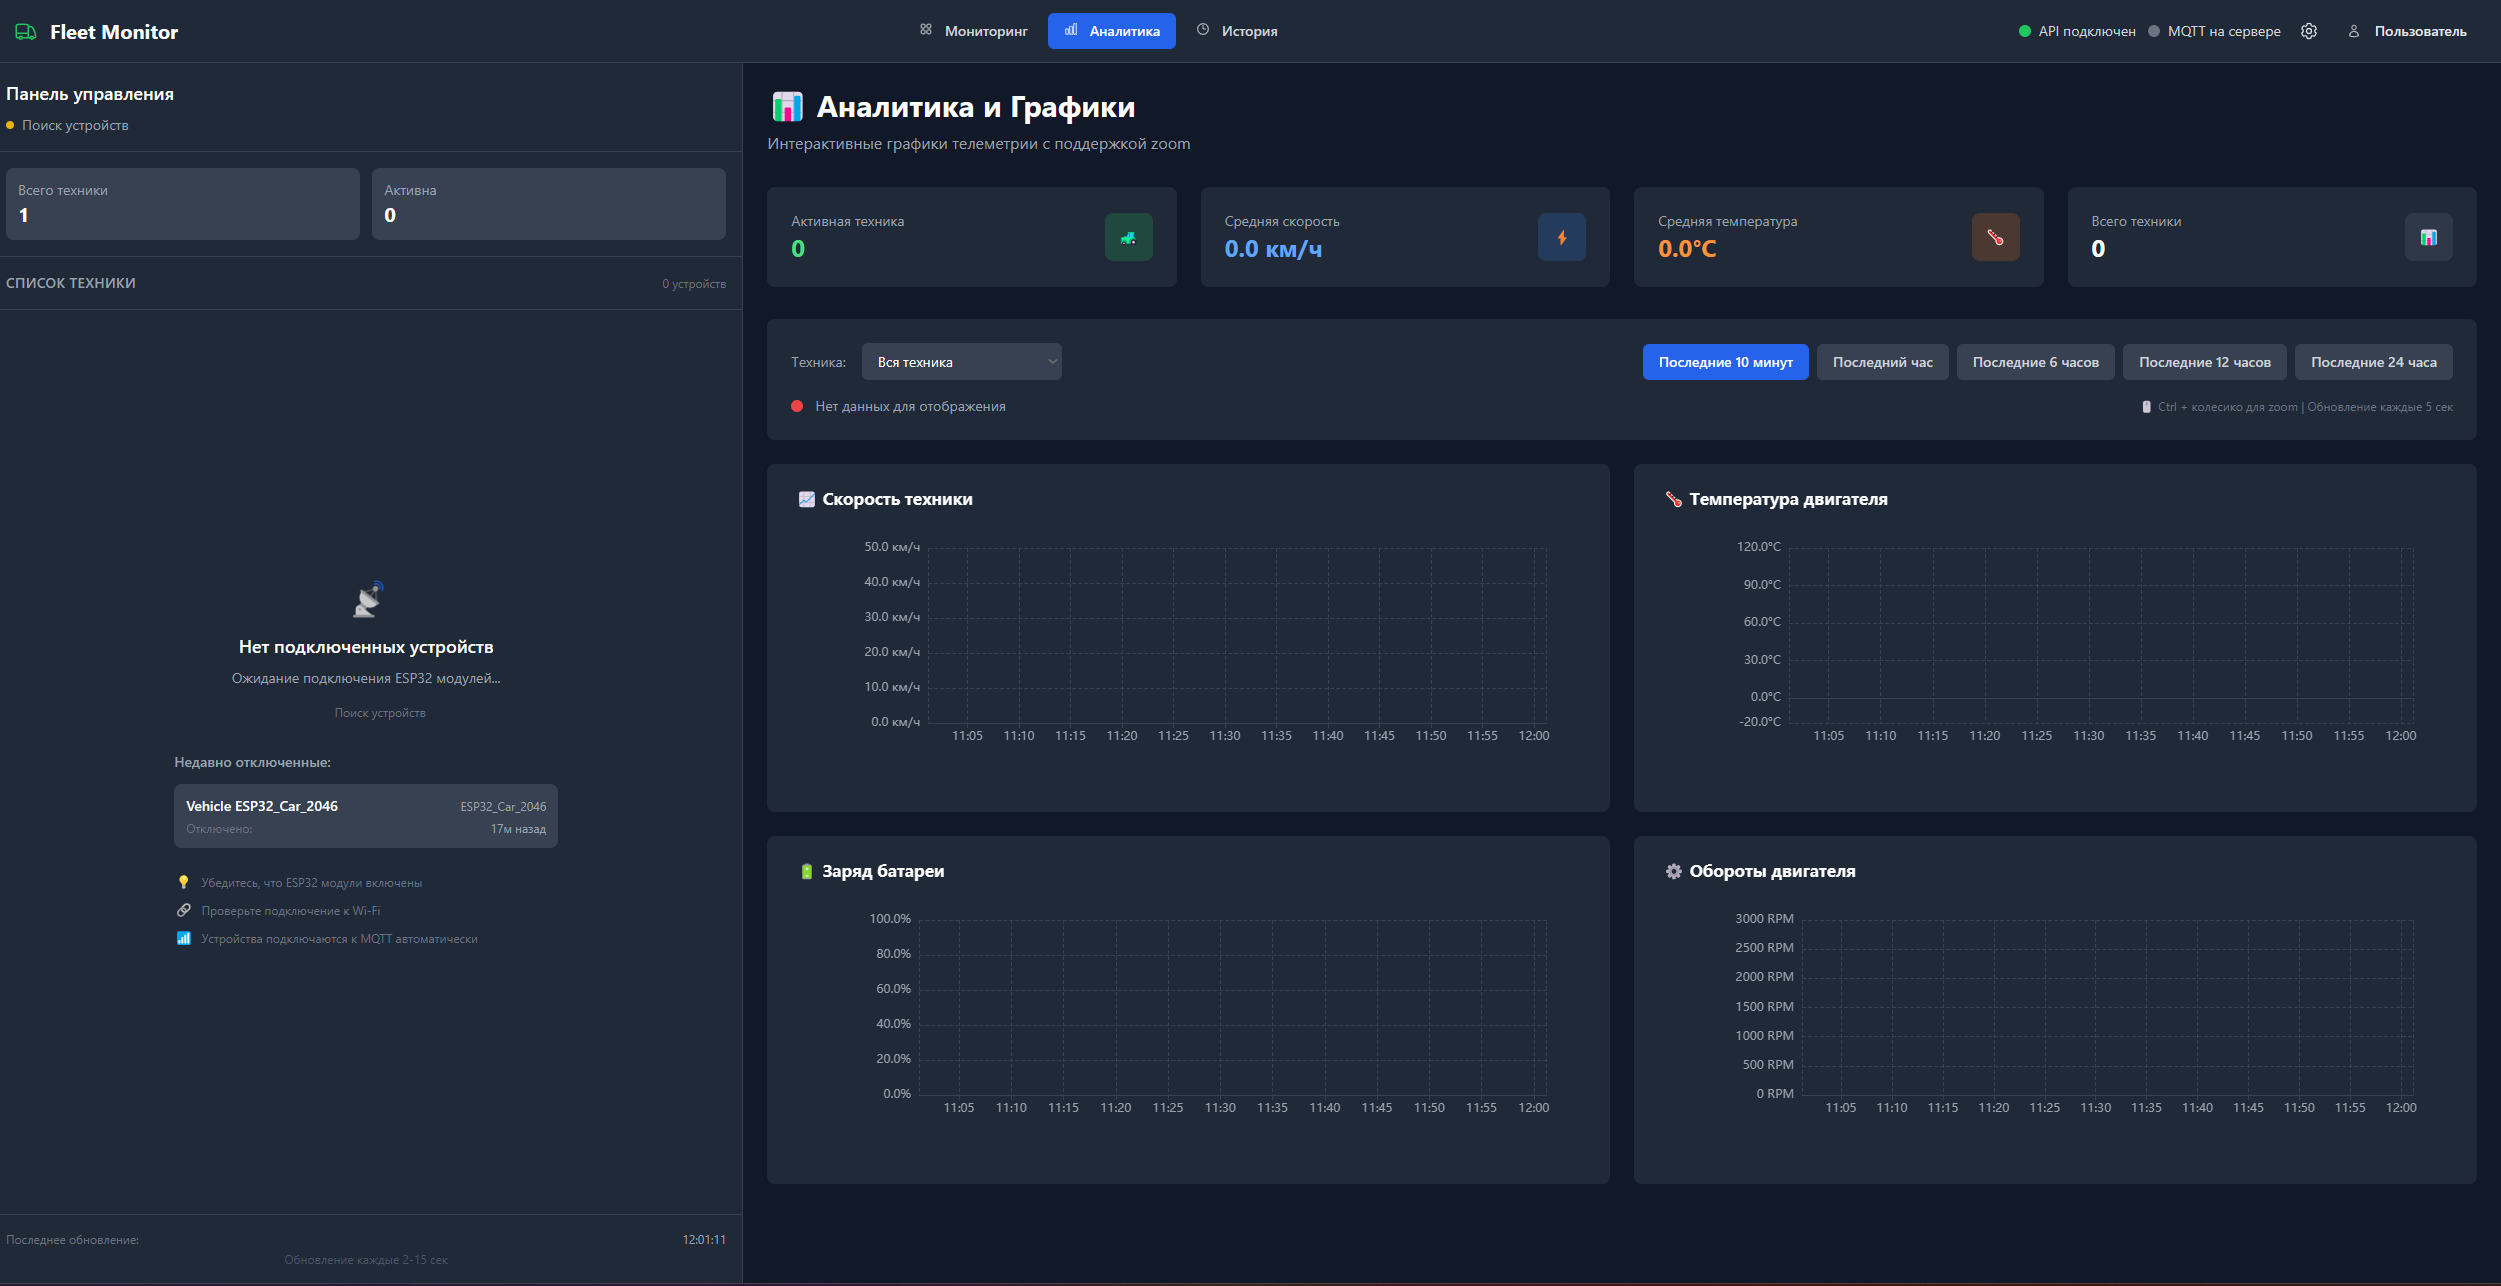 Fleet Monitor
Мониторинг
Аналитика
История
API подключен
MQTT на сервере
Пользователь
Панель управления
Поиск устройств
Всего техники
1
Активна
0
СПИСОК ТЕХНИКИ
0 устройств
Нет подключенных устройств
Ожидание подключения ESP32 модулей...
Поиск устройств
Недавно отключенные:
Vehicle ESP32_Car_2046
ESP32_Car_2046
Отключено:
17м назад
Убедитесь, что ESP32 модули включены
Проверьте подключение к Wi-Fi
Устройства подключаются к MQTT автоматически
Последнее обновление:
12:01:11
Обновление каждые 2-15 сек
Аналитика и Графики
Интерактивные графики телеметрии с поддержкой zoom
Активная техника
0
Средняя скорость
0.0 км/ч
Средняя температура
0.0°C
Всего техники
0
Техника:
Вся техника
Последние 10 минут
Последний час
Последние 6 часов
Последние 12 часов
Последние 24 часа
Нет данных для отображения
Ctrl + колесико для zoom | Обновление каждые 5 сек
Скорость техники
50.0 км/ч
40.0 км/ч
30.0 км/ч
20.0 км/ч
10.0 км/ч
0.0 км/ч
11:05 11:10 11:15 11:20 11:25 11:30 11:35 11:40 11:45 11:50 11:55 12:00
Температура двигателя
120.0°C
90.0°C
60.0°C
30.0°C
0.0°C
-20.0°C
11:05 11:10 11:15 11:20 11:25 11:30 11:35 11:40 11:45 11:50 11:55 12:00
Заряд батареи
100.0%
80.0%
60.0%
40.0%
20.0%
0.0%
11:05 11:10 11:15 11:20 11:25 11:30 11:35 11:40 11:45 11:50 11:55 12:00
Обороты двигателя
3000 RPM
2500 RPM
2000 RPM
1500 RPM
1000 RPM
500 RPM
0 RPM
11:05 11:10 11:15 11:20 11:25 11:30 11:35 11:40 11:45 11:50 11:55 12:00